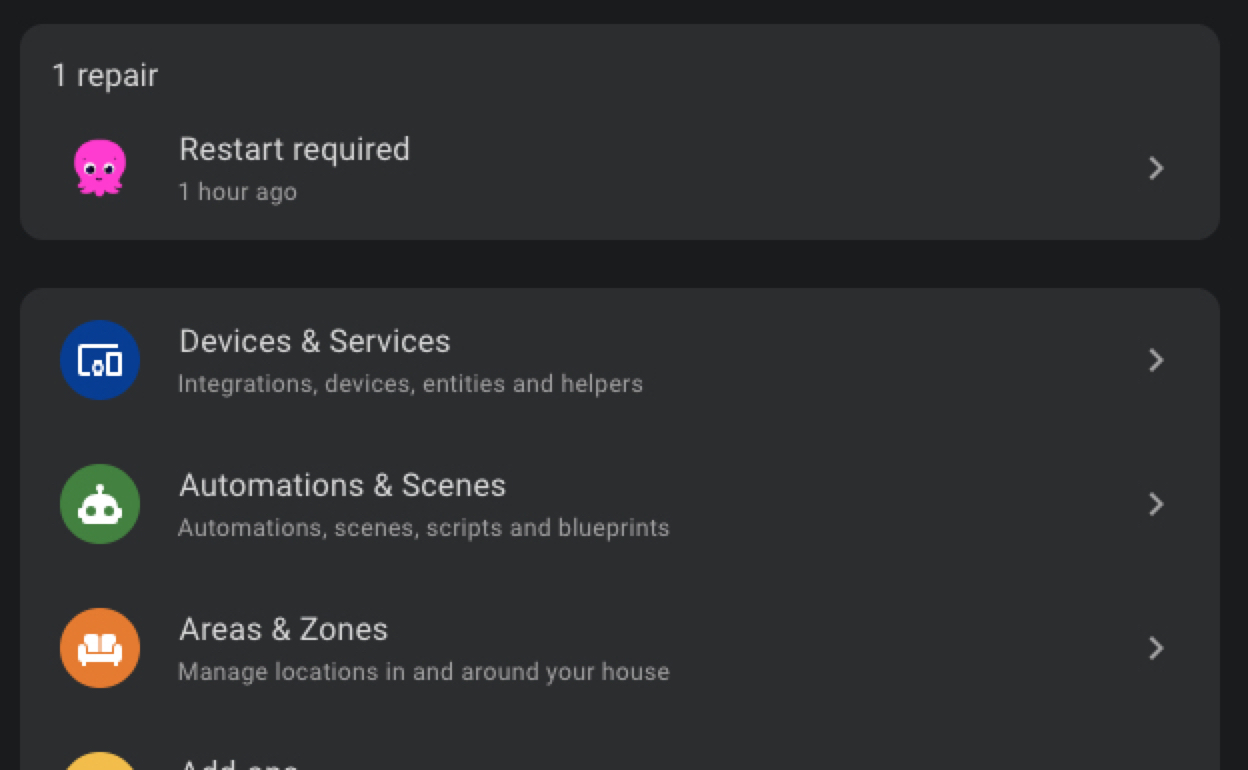 1 repair
Restart required
1 hour ago
Devices & Services
Integrations, devices, entities and helpers
Automations & Scenes
Automations, scenes, scripts and blueprints
Areas & Zones
Manage locations in and around your house